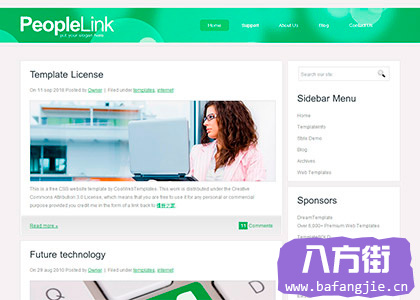 PeopleLink
put your slogan here
Home Support About Us Blog Contact Us
Template License
On 11 sep 2010 Posted by Owner | Filed under templates, internet
This is a free CSS website template by CoolWebTemplates. This work is distributed under the Creative
Commons Attribution 3.0 License, which means that you are free to use it for any personal or commercial
purpose provided you credit me in the form of a link back to
Read more »
11 Comments
Future technology
On 29 aug 2010 Posted by Owner | Filed under templates, internet
Search our site
Sidebar Menu
Home
TemplateInfo
Style Demo
Blog
Archives
Web Templates
Sponsors
DreamTemplate
Over 6,000+ Premium Web Templates
八方街
www.bafangjie.cn